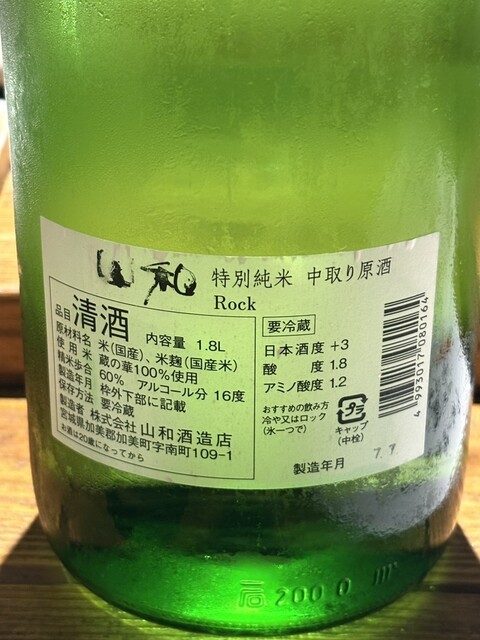 山和 特別純米 中取り原酒
Rock
品目 清酒 内容量 1.8L
原材料名 米(国産)、米麹(国産米)
使用米 蔵の華100%使用
精米歩合 60% アルコール分 16度
製造年月 枠外下部に記載
保存方法 要冷蔵
製造者 株式会社山和酒造店
宮城県加美郡加美町字南町109-1
お酒は20歳になってから
要冷蔵
日本酒度 +3
酸度 1.8
アミノ酸度 1.2
おすすめの飲み方
冷や又はロック
(氷一つで)
プラ
キャップ
(中栓)
製造年月 7.7
4 993017 080164
2000